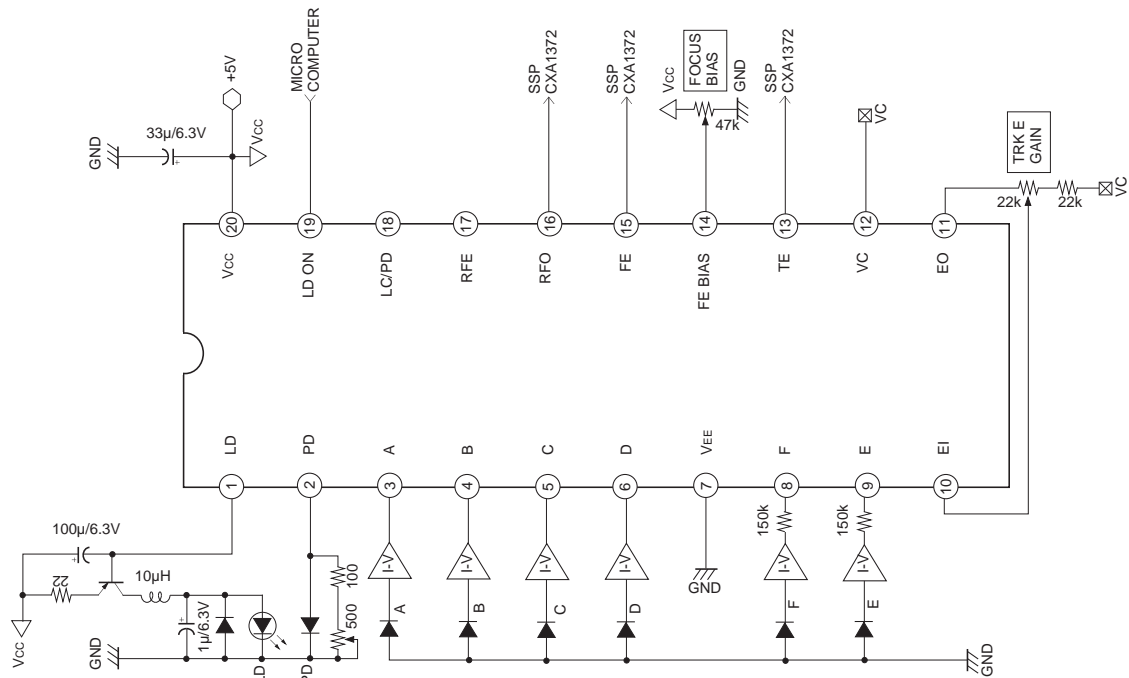 GND
33µ/6.3V
+
+5V
VCC
MICRO
COMPUTER
SSP
CXA1372
SSP
CXA1372
VCC
FOCUS
BIAS
GND
47k
SSP
CXA1372
VC
TRK E
GAIN
22k
22k
VC
20
19
18
17
16
15
14
13
12
11
VCC
LD ON
LC/PD
RFE
RFO
FE
FE BIAS
TE
VC
EO
LD
PD
A
B
C
D
VEE
F
E
EI
1
2
3
4
5
6
7
8
9
10
100µ/6.3V
+
22
10µH
VCC
GND
+
1µ/6.3V
LD
PD
100
500
I-V
I-V
I-V
I-V
GND
150k
I-V
150k
I-V
A
B
C
D
F
E
GND